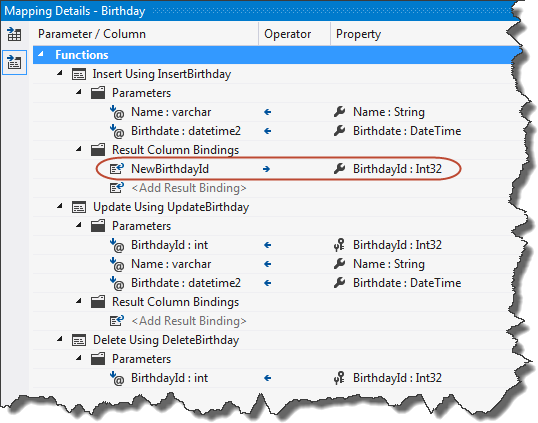 Mapping Details - Birthday
Parameter / Column Operator Property
Functions
Insert Using InsertBirthday
Parameters
Name : varchar ← Name : String
Birthdate : datetime2 ← Birthdate : DateTime
Result Column Bindings
NewBirthdayId → BirthdayId : Int32
<Add Result Binding>
Update Using UpdateBirthday
Parameters
BirthdayId : int ← BirthdayId : Int32
Name : varchar ← Name : String
Birthdate : datetime2 ← Birthdate : DateTime
Result Column Bindings
<Add Result Binding>
Delete Using DeleteBirthday
Parameters
BirthdayId : int ← BirthdayId : Int32